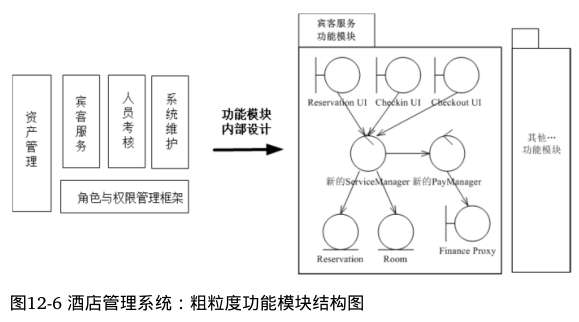 资产管理
宾客服务
人员考核
系统维护
角色与权限管理框架
功能模块
内部设计
宾客服务
功能模块
Reservation UI
Checkin UI
Checkout UI
新的ServiceManager
新的PayManager
Reservation
Room
Finance Proxy
其他…
功能模块
图12-6 酒店管理系统：粗粒度功能模块结构图